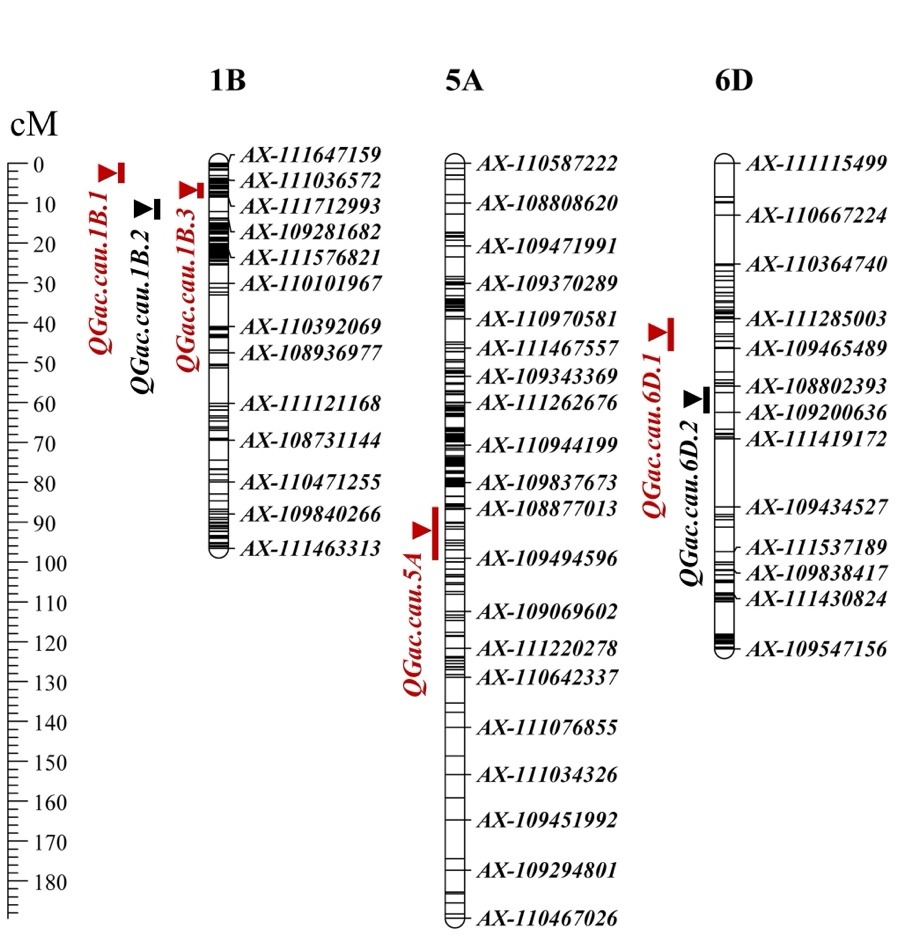 1B
5A
6D
cM
0
10
20
30
40
50
60
70
80
90
100
110
120
130
140
150
160
170
180
QGac.cau.1B.1
QGac.cau.1B.2
QGac.cau.1B.3
AX-111647159
AX-111036572
AX-111712993
AX-109281682
AX-111576821
AX-110101967
AX-110392069
AX-108936977
AX-111121168
AX-108731144
AX-110471255
AX-109840266
AX-111463313
QGac.cau.5A
AX-110587222
AX-108808620
AX-109471991
AX-109370289
AX-110970581
AX-111467557
AX-109343369
AX-111262676
AX-110944199
AX-109837673
AX-108877013
AX-109494596
AX-109069602
AX-111220278
AX-110642337
AX-111076855
AX-111034326
AX-109451992
AX-109294801
AX-110467026
QGac.cau.6D.1
QGac.cau.6D.2
AX-111115499
AX-110667224
AX-110364740
AX-111285003
AX-109465489
AX-108802393
AX-109200636
AX-111419172
AX-109434527
AX-111537189
AX-109838417
AX-111430824
AX-109547156